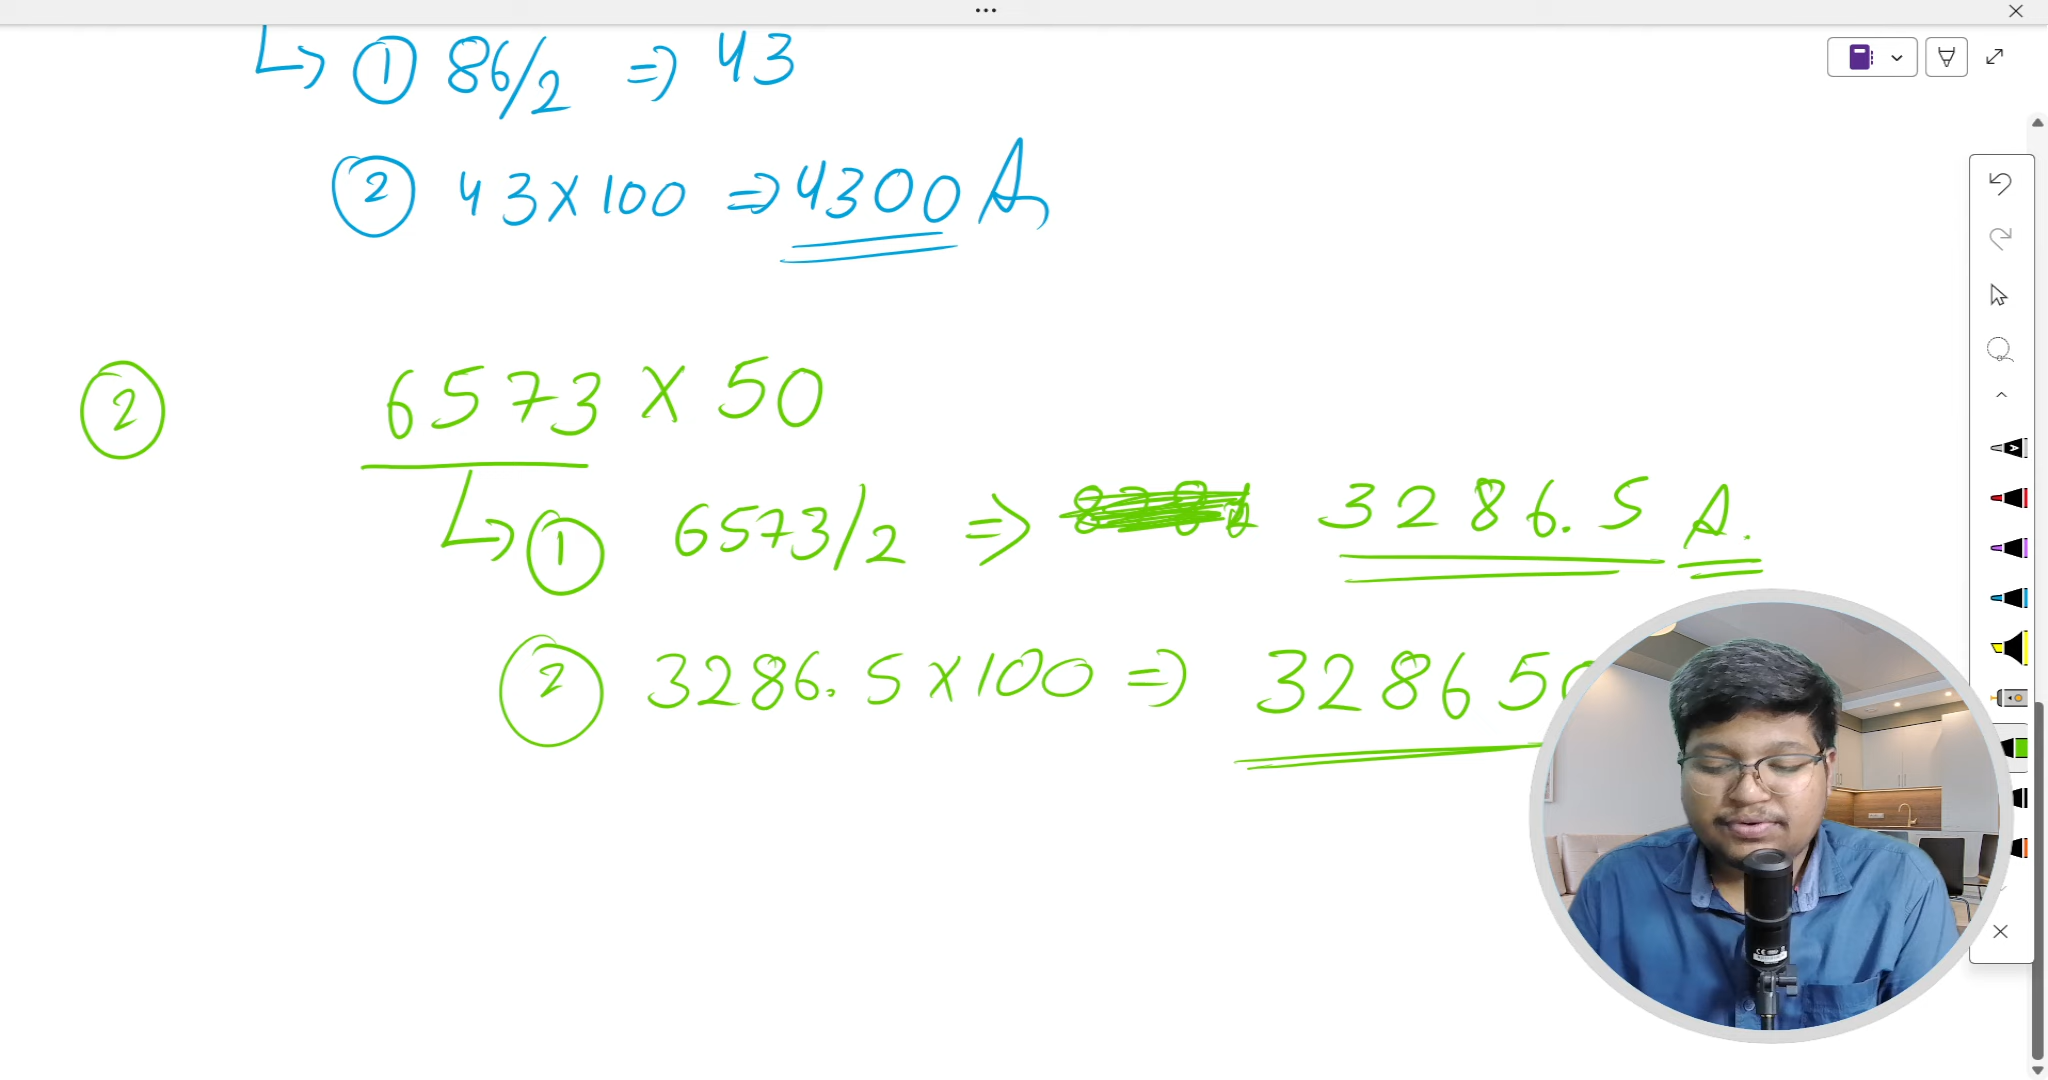 ↳ ① 86/2 => 43
② 43 x 100 => 4300 A
② 6573 x 50
↳ ① 6573/2 => 3286.5 A.
② 3286.5 x 100 => 328650